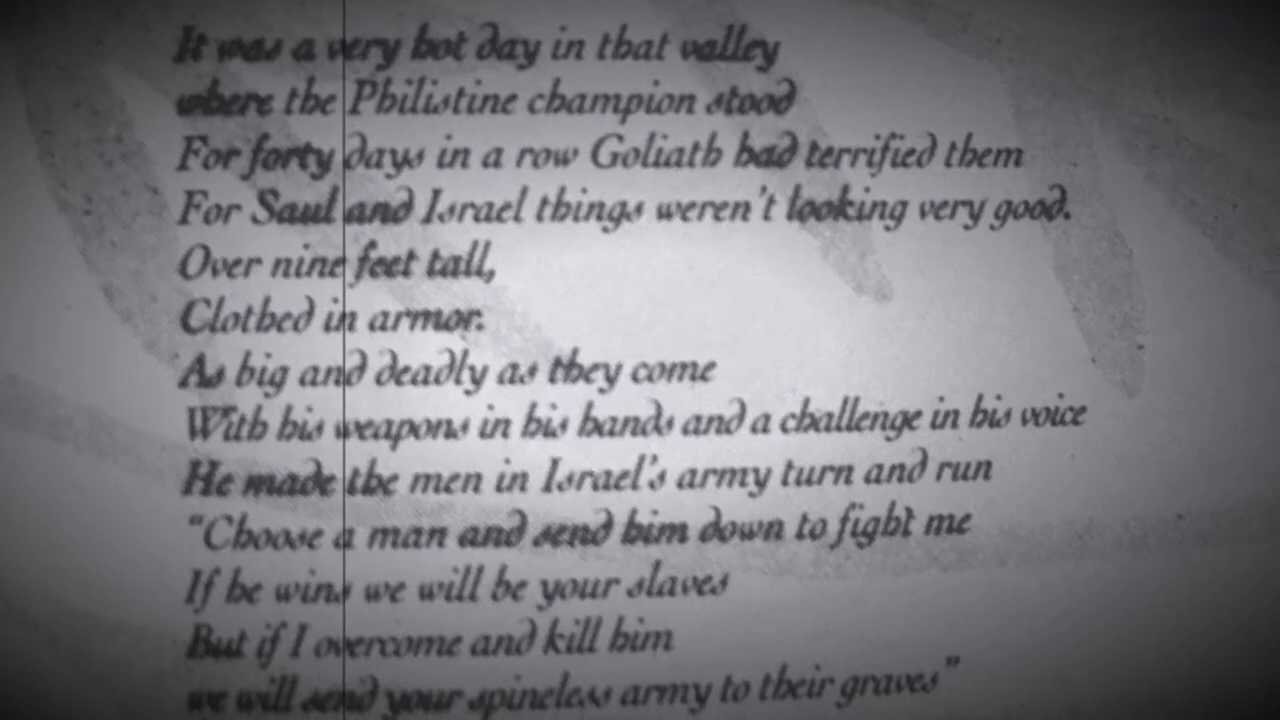 It was a very hot day in that valley
where the Philistine champion stood
For forty days in a row Goliath had terrified them
For Saul and Israel things weren't looking very good.
Over nine feet tall,
Clothed in armor.
As big and deadly as they come
With his weapons in his hands and a challenge in his voice
He made the men in Israel's army turn and run
“Choose a man and send him down to fight me
If he wins we will be your slaves
But if I overcome and kill him
we will send your spineless army to their graves”